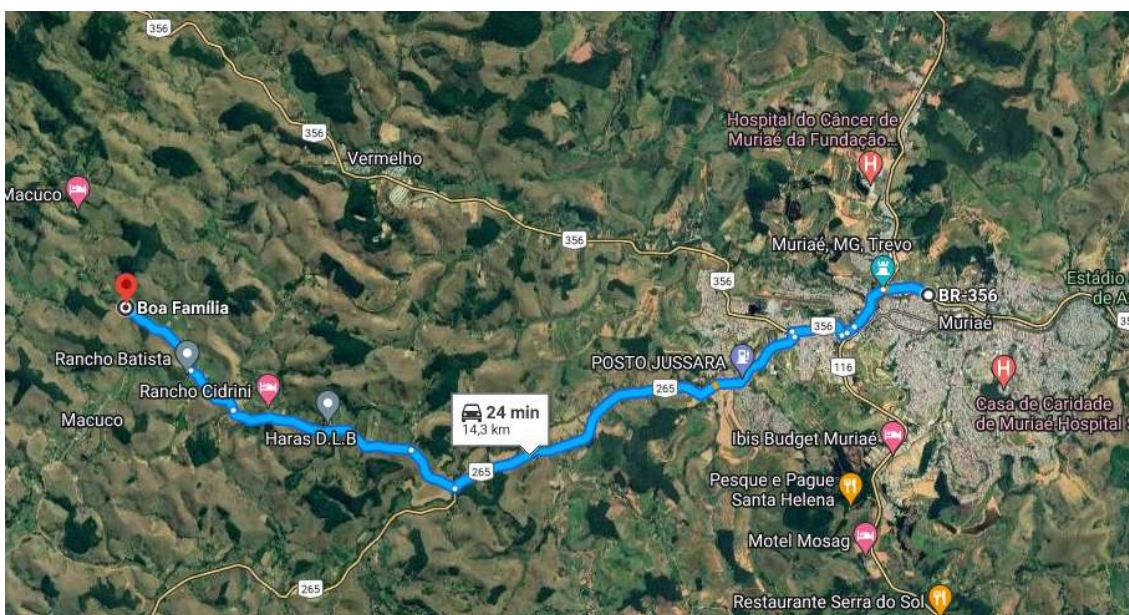 356
356
Vermelho
Hospital do Câncer de
Muriaé da Fundação...
Macuco
356
Muriaé, MG, Trevo
356
Estádio
de A
Boa Família
BR-356
356
Muriaé
35
Rancho Batista
POSTO JUSSARA
116
Rancho Cidrini
265
Macuco
24 min
14,3 km
Casa de Caridade
de Muriaé Hospital S
Haras D.L.B
Ibis Budget Muriaé
265
Pesque e Pague
Santa Helena
Motel Mosag
265
Restaurante Serra do Sol
H
H